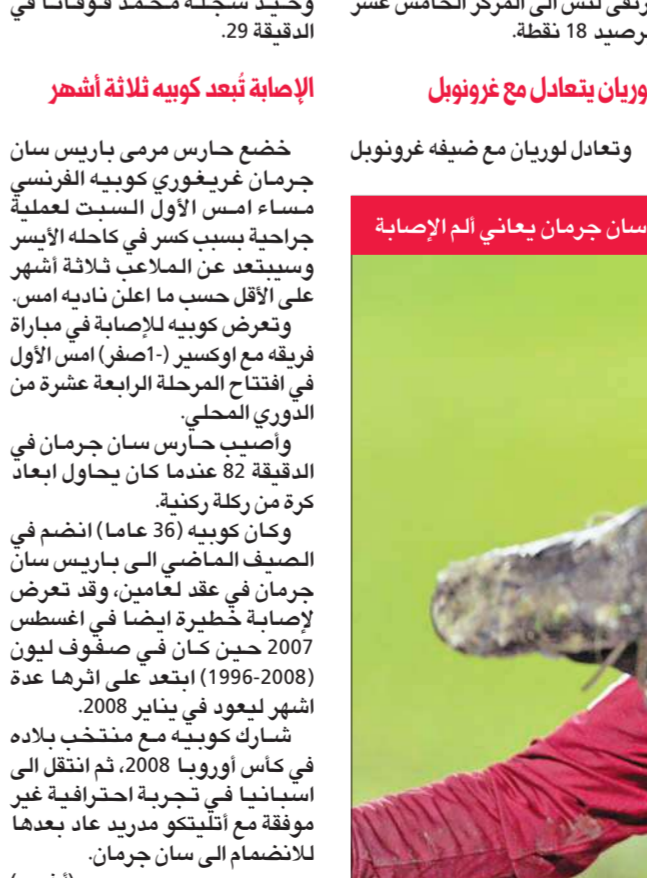 رتقى لنس الى المركز الخامس عشر
رصيد 18 نقطة.
وريان يتعادل مع غرونوبل
وتعادل لوريان مع ضيفه غرونوبل
سان جرمان يعاني ألم الإصابة
وحيد سجله محمد فوفانا في
الدقيقة 29.
الإصابة تُبعد كوبيه ثلاثة أشهر
خضع حارس مرمى باريس سان
جرمان غريغوري كوبيه الفرنسي
مساء امس الأول السبت لعملية
جراحية بسبب كسر في كاحله الأيسر
وسيبتعد عن الملاعب ثلاثة أشهر
على الأقل حسب ما اعلن ناديه امس.
وتعرض كوبيه للإصابة في مباراة
فريقه مع اوكسير (-1صفر) امس الأول
في افتتاح المرحلة الرابعة عشرة من
الدوري المحلي.
وأصيب حارس سان جرمان في
الدقيقة 82 عندما كان يحاول ابعاد
كرة من ركلة ركنية.
وكان كوبيه (36 عاما) انضم في
الصيف الماضي الى باريس سان
جرمان في عقد لعامين، وقد تعرض
لإصابة خطيرة ايضا في اغسطس
2007 حين كان في صفوف ليون
(1996-2008) ابتعد على اثرها عدة
اشهر ليعود في يناير 2008.
شارك كوبيه مع منتخب بلاده
في كأس أوروبا 2008، ثم انتقل الى
اسبانيا في تجربة احترافية غير
موفقة مع أتليتكو مدريد عاد بعدها
للانضمام الى سان جرمان.